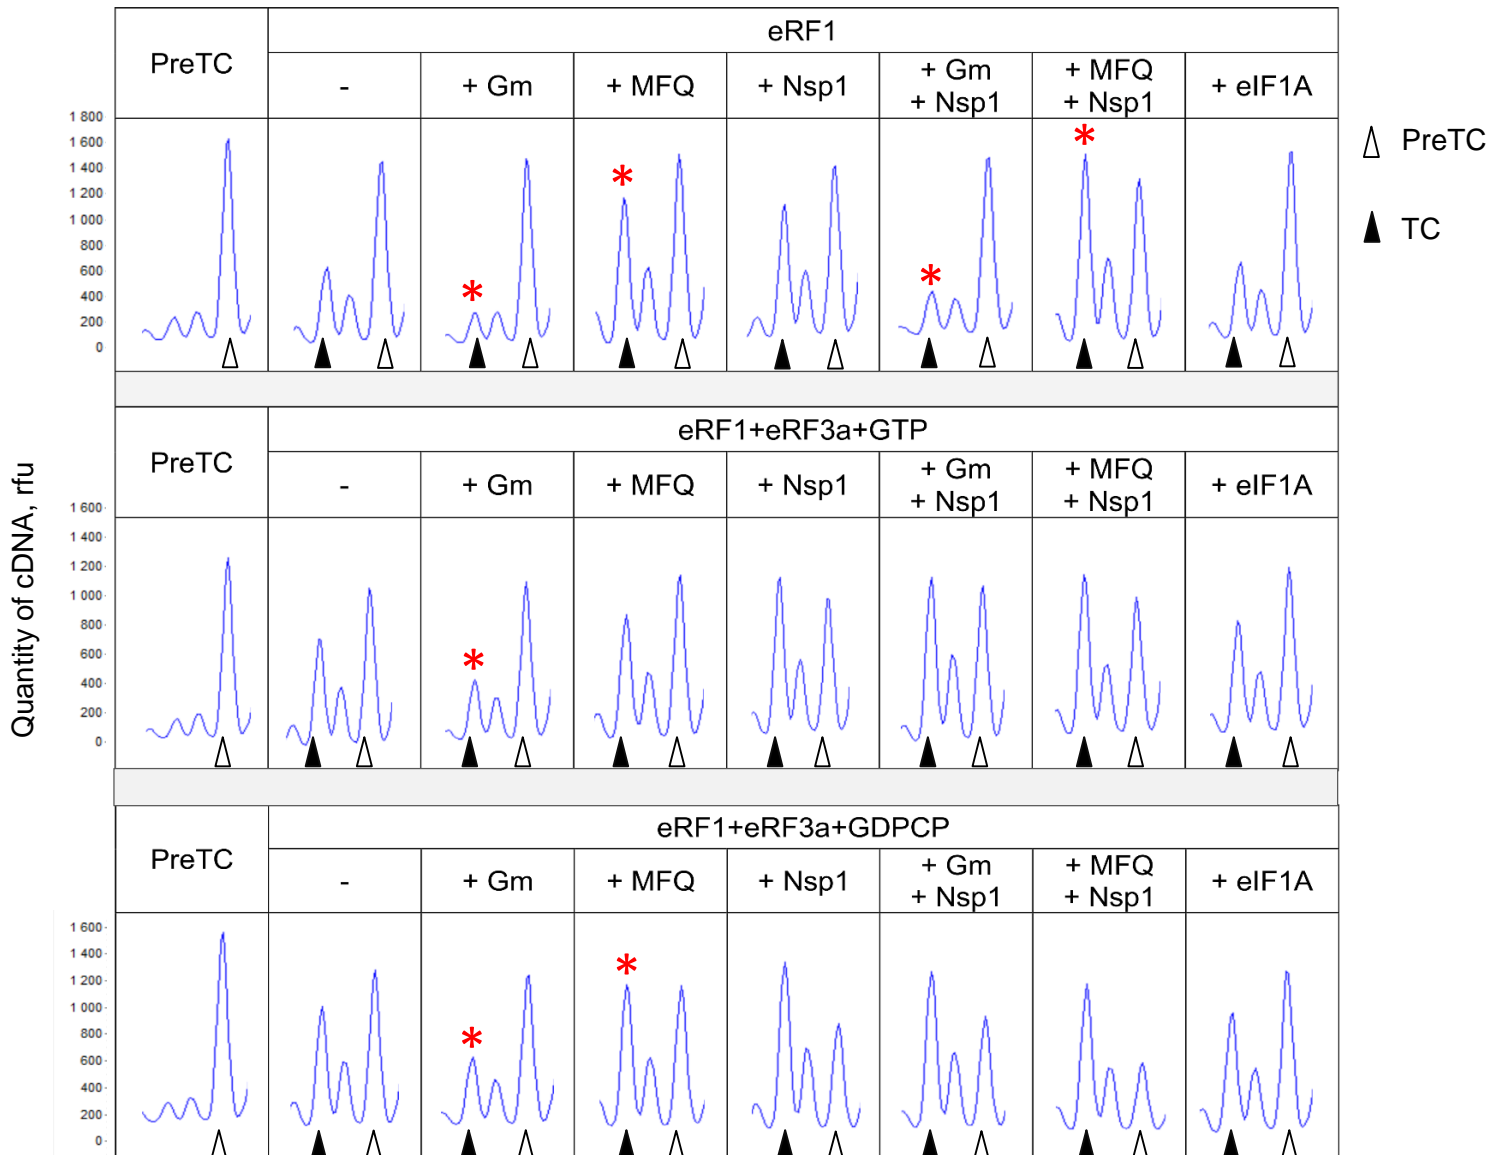 PreTC
eRF1
-
+ Gm
+ MFQ
+ Nsp1
+ Gm
+ Nsp1
+ MFQ
+ Nsp1
+ eIF1A
1 800
1 600
1 400
1 200
1 000
800
600
400
200
0
*
*
*
*
PreTC
TC
Quantity of cDNA, rfu
PreTC
eRF1+eRF3a+GTP
-
+ Gm
+ MFQ
+ Nsp1
+ Gm
+ Nsp1
+ MFQ
+ Nsp1
+ eIF1A
1 600
1 400
1 200
1 000
800
600
400
200
0
*
PreTC
eRF1+eRF3a+GDPCP
-
+ Gm
+ MFQ
+ Nsp1
+ Gm
+ Nsp1
+ MFQ
+ Nsp1
+ eIF1A
1 600
1 400
1 200
1 000
800
600
400
200
0
*
*